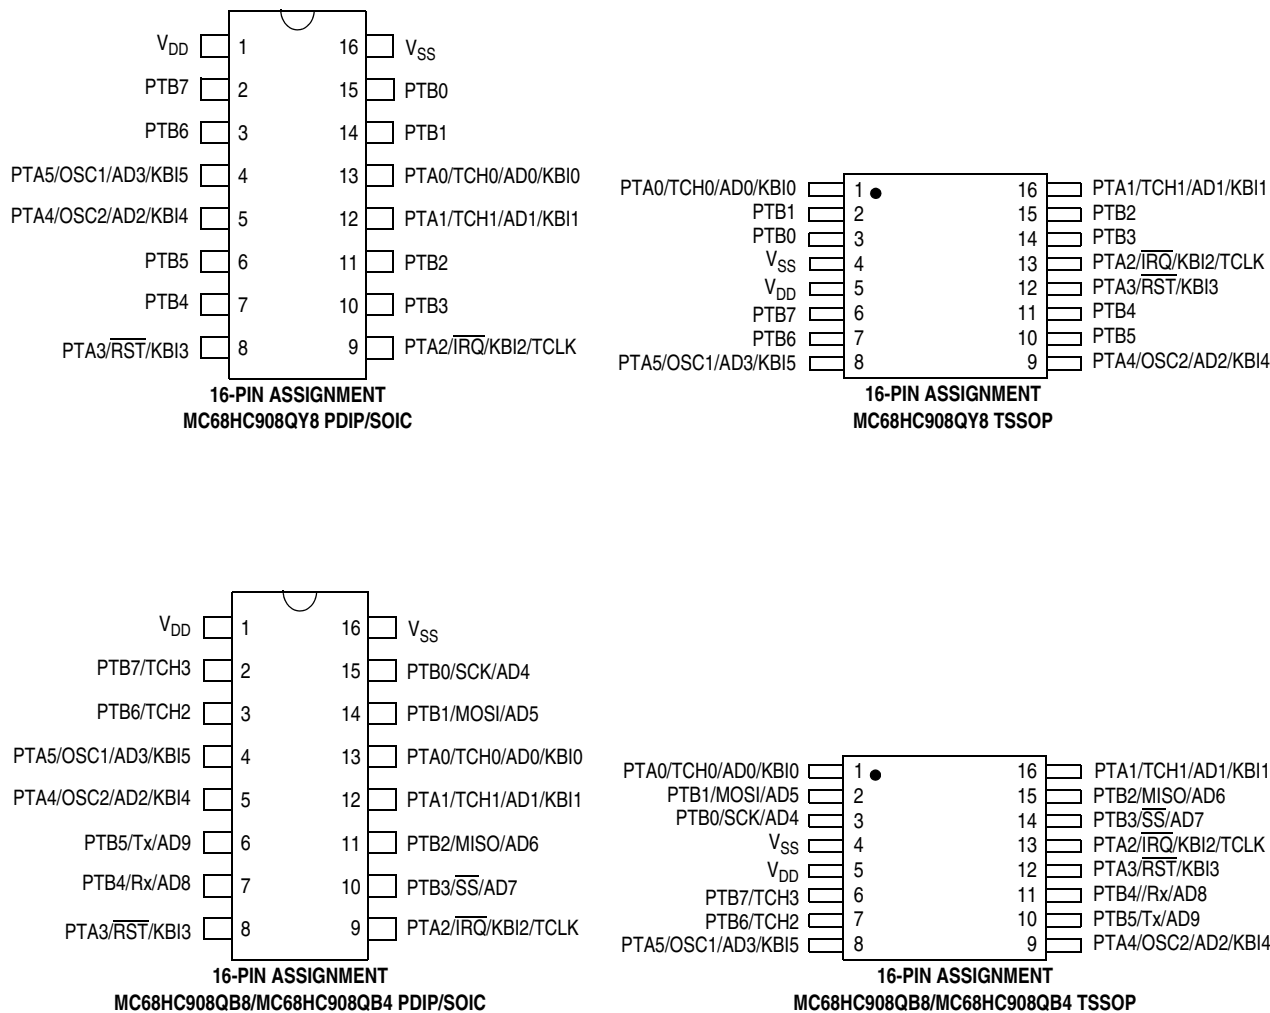 VDD 1 16 VSS
PTB7 2 15 PTB0
PTB6 3 14 PTB1
PTA5/OSC1/AD3/KBI5 4 13 PTA0/TCH0/AD0/KBI0
PTA4/OSC2/AD2/KBI4 5 12 PTA1/TCH1/AD1/KBI1
PTB5 6 11 PTB2
PTB4 7 10 PTB3
PTA3/RST/KBI3 8 9 PTA2/IRQ/KBI2/TCLK
16-PIN ASSIGNMENT
MC68HC908QY8 PDIP/SOIC
PTA0/TCH0/AD0/KBI0 1 16 PTA1/TCH1/AD1/KBI1
PTB1 2 15 PTB2
PTB0 3 14 PTB3
VSS 4 13 PTA2/IRQ/KBI2/TCLK
VDD 5 12 PTA3/RST/KBI3
PTB7 6 11 PTB4
PTB6 7 10 PTB5
PTA5/OSC1/AD3/KBI5 8 9 PTA4/OSC2/AD2/KBI4
16-PIN ASSIGNMENT
MC68HC908QY8 TSSOP
VDD 1 16 VSS
PTB7/TCH3 2 15 PTB0/SCK/AD4
PTB6/TCH2 3 14 PTB1/MOSI/AD5
PTA5/OSC1/AD3/KBI5 4 13 PTA0/TCH0/AD0/KBI0
PTA4/OSC2/AD2/KBI4 5 12 PTA1/TCH1/AD1/KBI1
PTB5/Tx/AD9 6 11 PTB2/MISO/AD6
PTB4/Rx/AD8 7 10 PTB3/SS/AD7
PTA3/RST/KBI3 8 9 PTA2/IRQ/KBI2/TCLK
16-PIN ASSIGNMENT
MC68HC908QB8/MC68HC908QB4 PDIP/SOIC
PTA0/TCH0/AD0/KBI0 1 16 PTA1/TCH1/AD1/KBI1
PTB1/MOSI/AD5 2 15 PTB2/MISO/AD6
PTB0/SCK/AD4 3 14 PTB3/SS/AD7
VSS 4 13 PTA2/IRQ/KBI2/TCLK
VDD 5 12 PTA3/RST/KBI3
PTB7/TCH3 6 11 PTB4//Rx/AD8
PTB6/TCH2 7 10 PTB5/Tx/AD9
PTA5/OSC1/AD3/KBI5 8 9 PTA4/OSC2/AD2/KBI4
16-PIN ASSIGNMENT
MC68HC908QB8/MC68HC908QB4 TSSOP